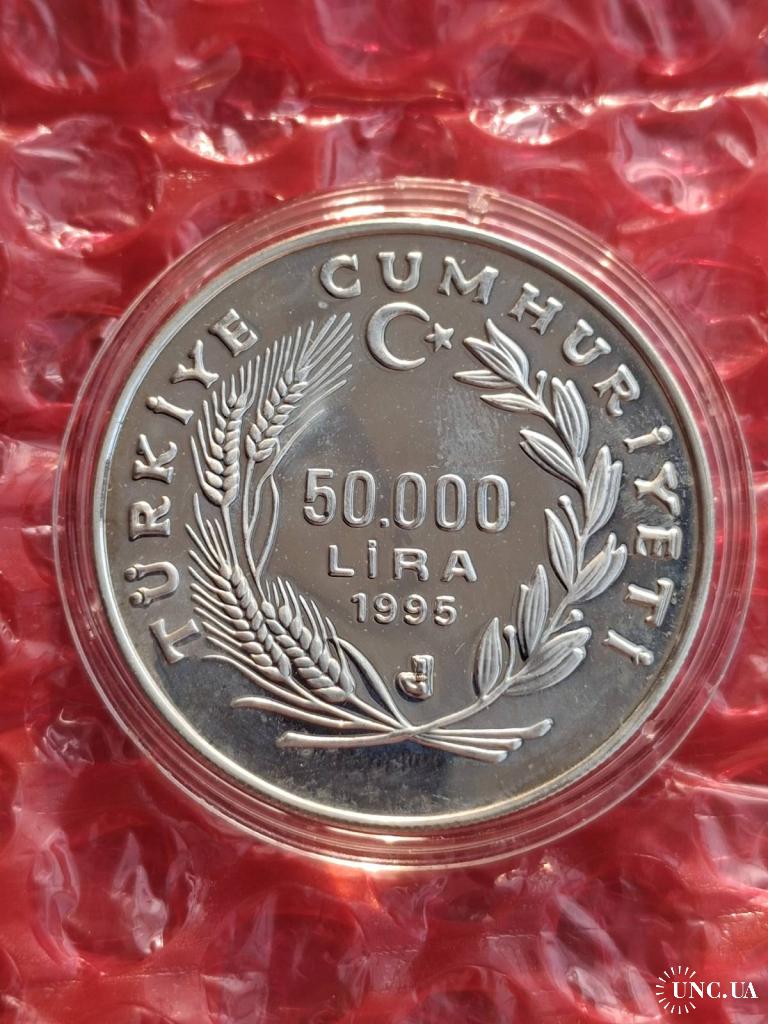 TÜRKİYE CUMHURİYETİ
50.000
LİRA
1995
UNC.UA